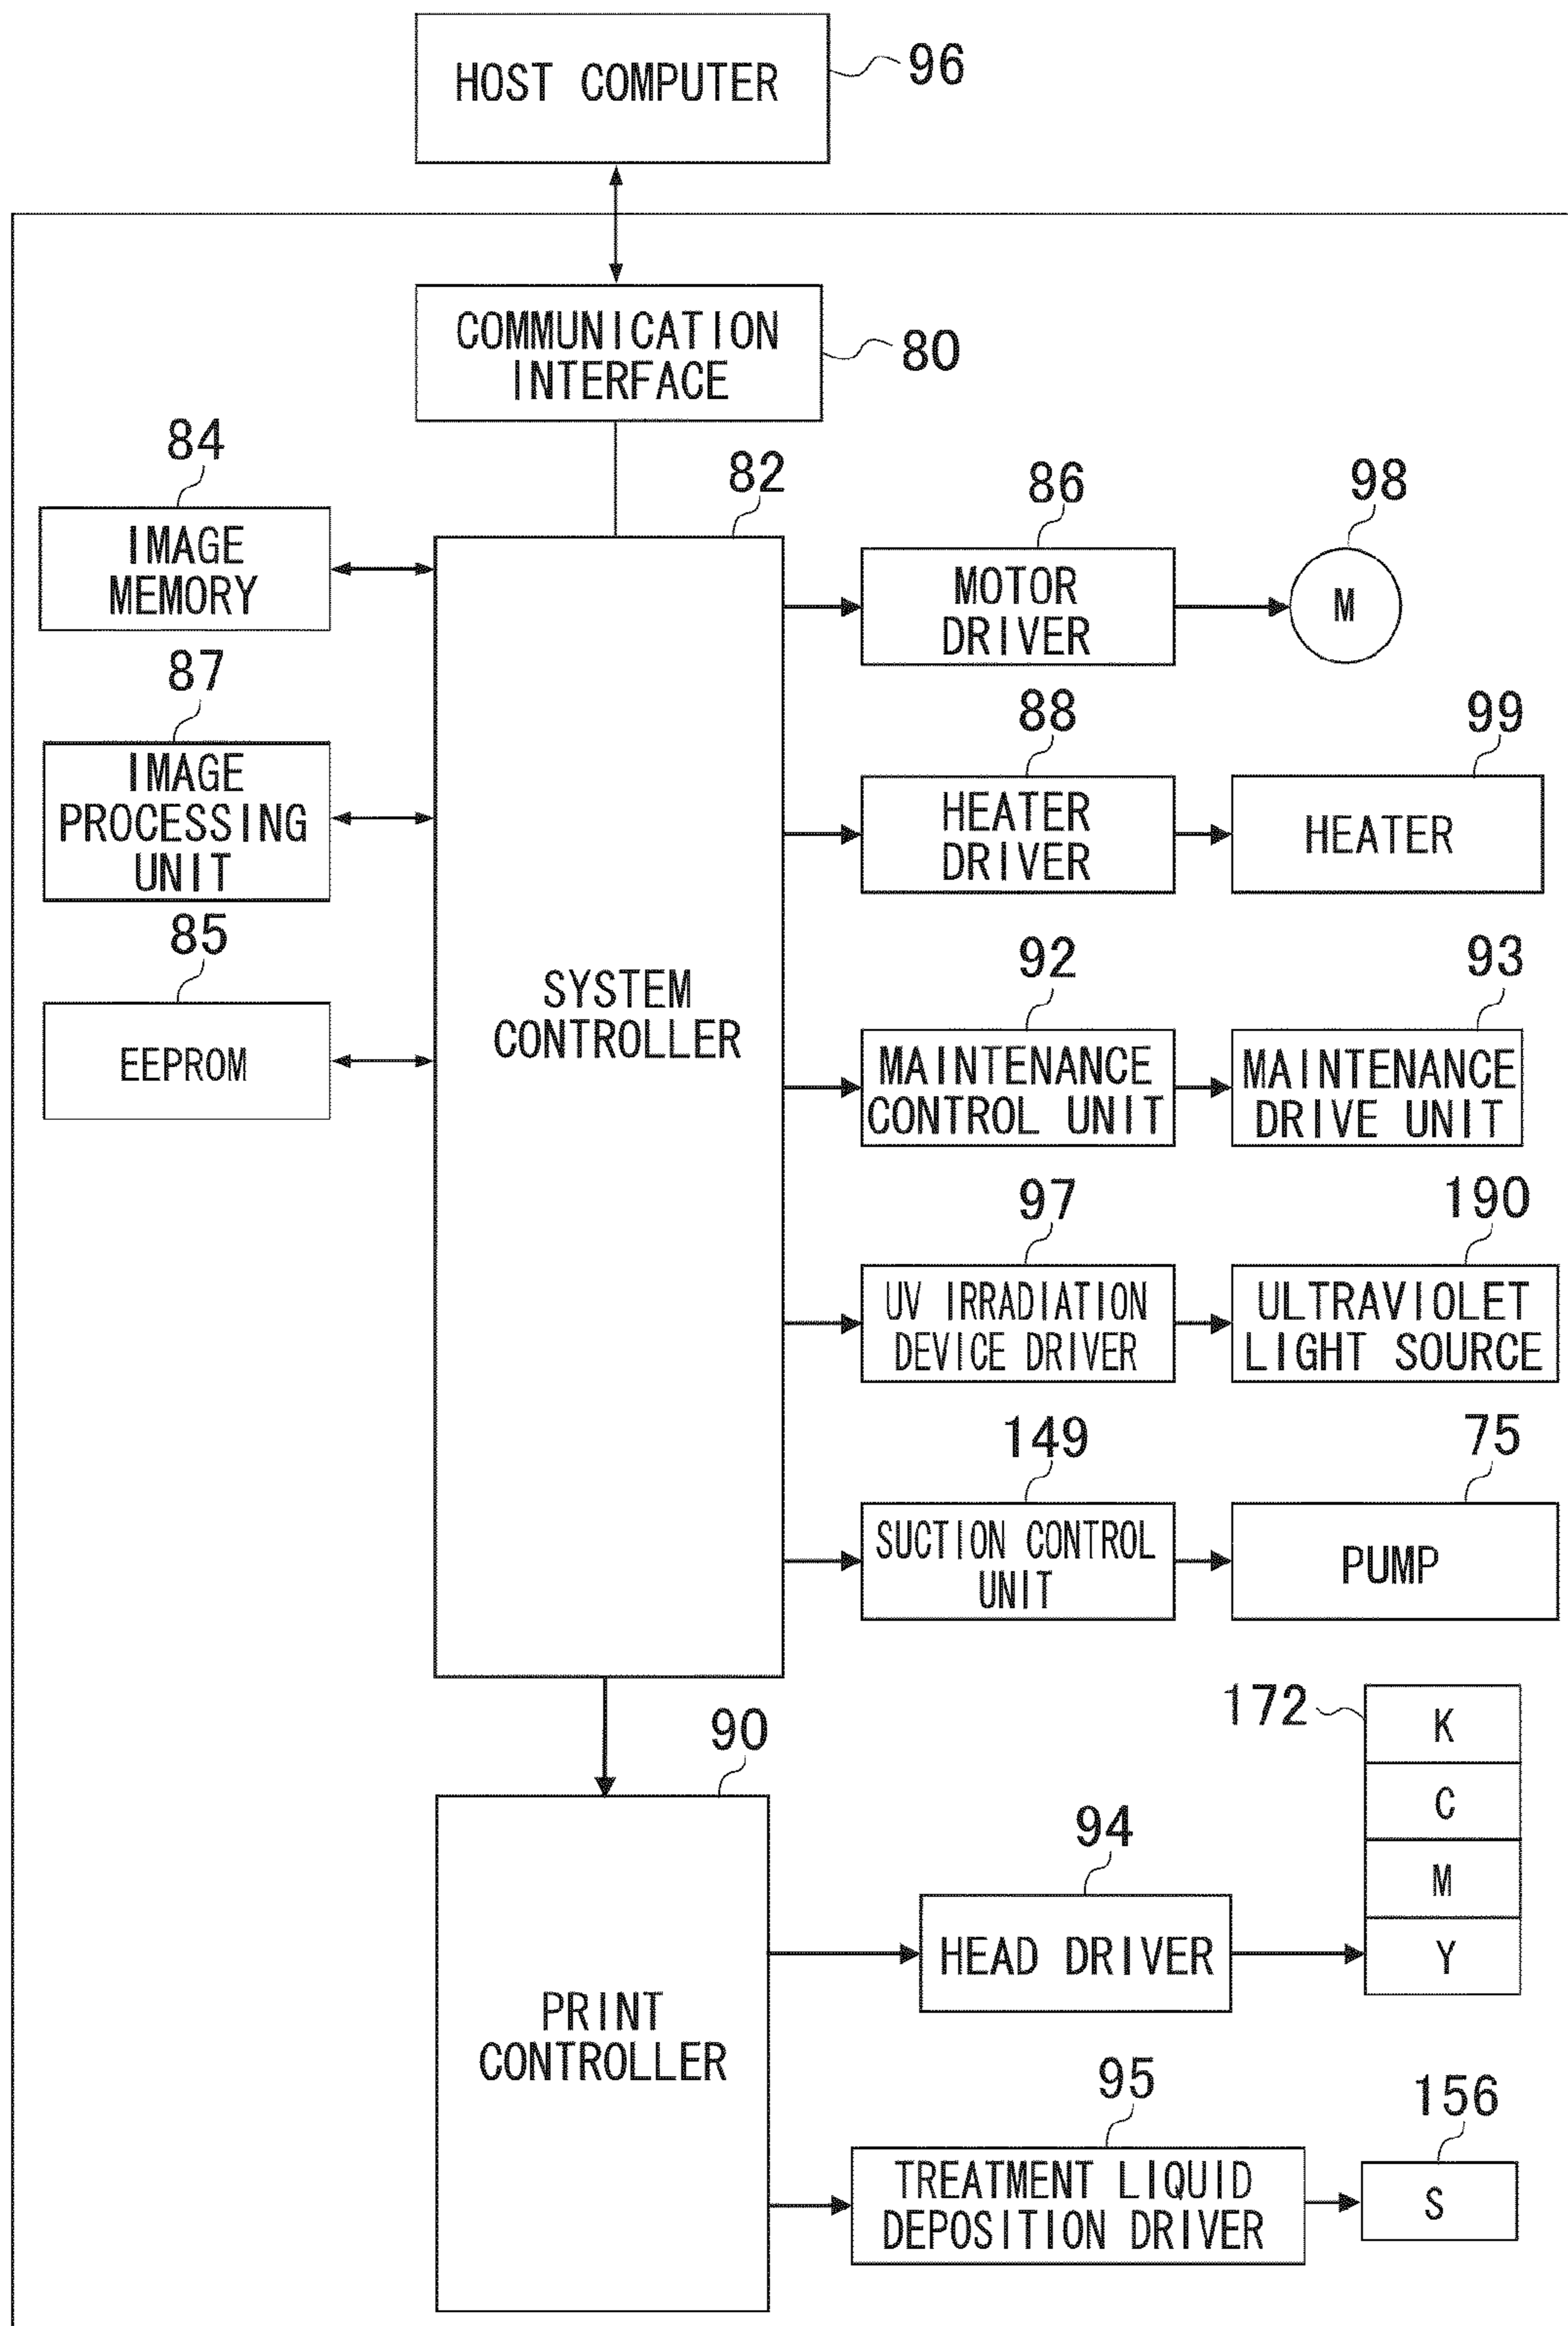 HOST COMPUTER
96
COMMUNICATION
INTERFACE
80
84
82
86
98
IMAGE
MEMORY
MOTOR
DRIVER
M
87
88
99
IMAGE
PROCESSING
UNIT
HEATER
DRIVER
HEATER
85
92
93
EEPROM
SYSTEM
CONTROLLER
MAINTENANCE
CONTROL UNIT
MAINTENANCE
DRIVE UNIT
97
190
UV IRRADIATION
DEVICE DRIVER
ULTRAVIOLET
LIGHT SOURCE
149
75
SUCTION CONTROL
UNIT
PUMP
90
172
K
C
M
Y
94
HEAD DRIVER
PRINT
CONTROLLER
95
156
TREATMENT LIQUID
DEPOSITION DRIVER
S